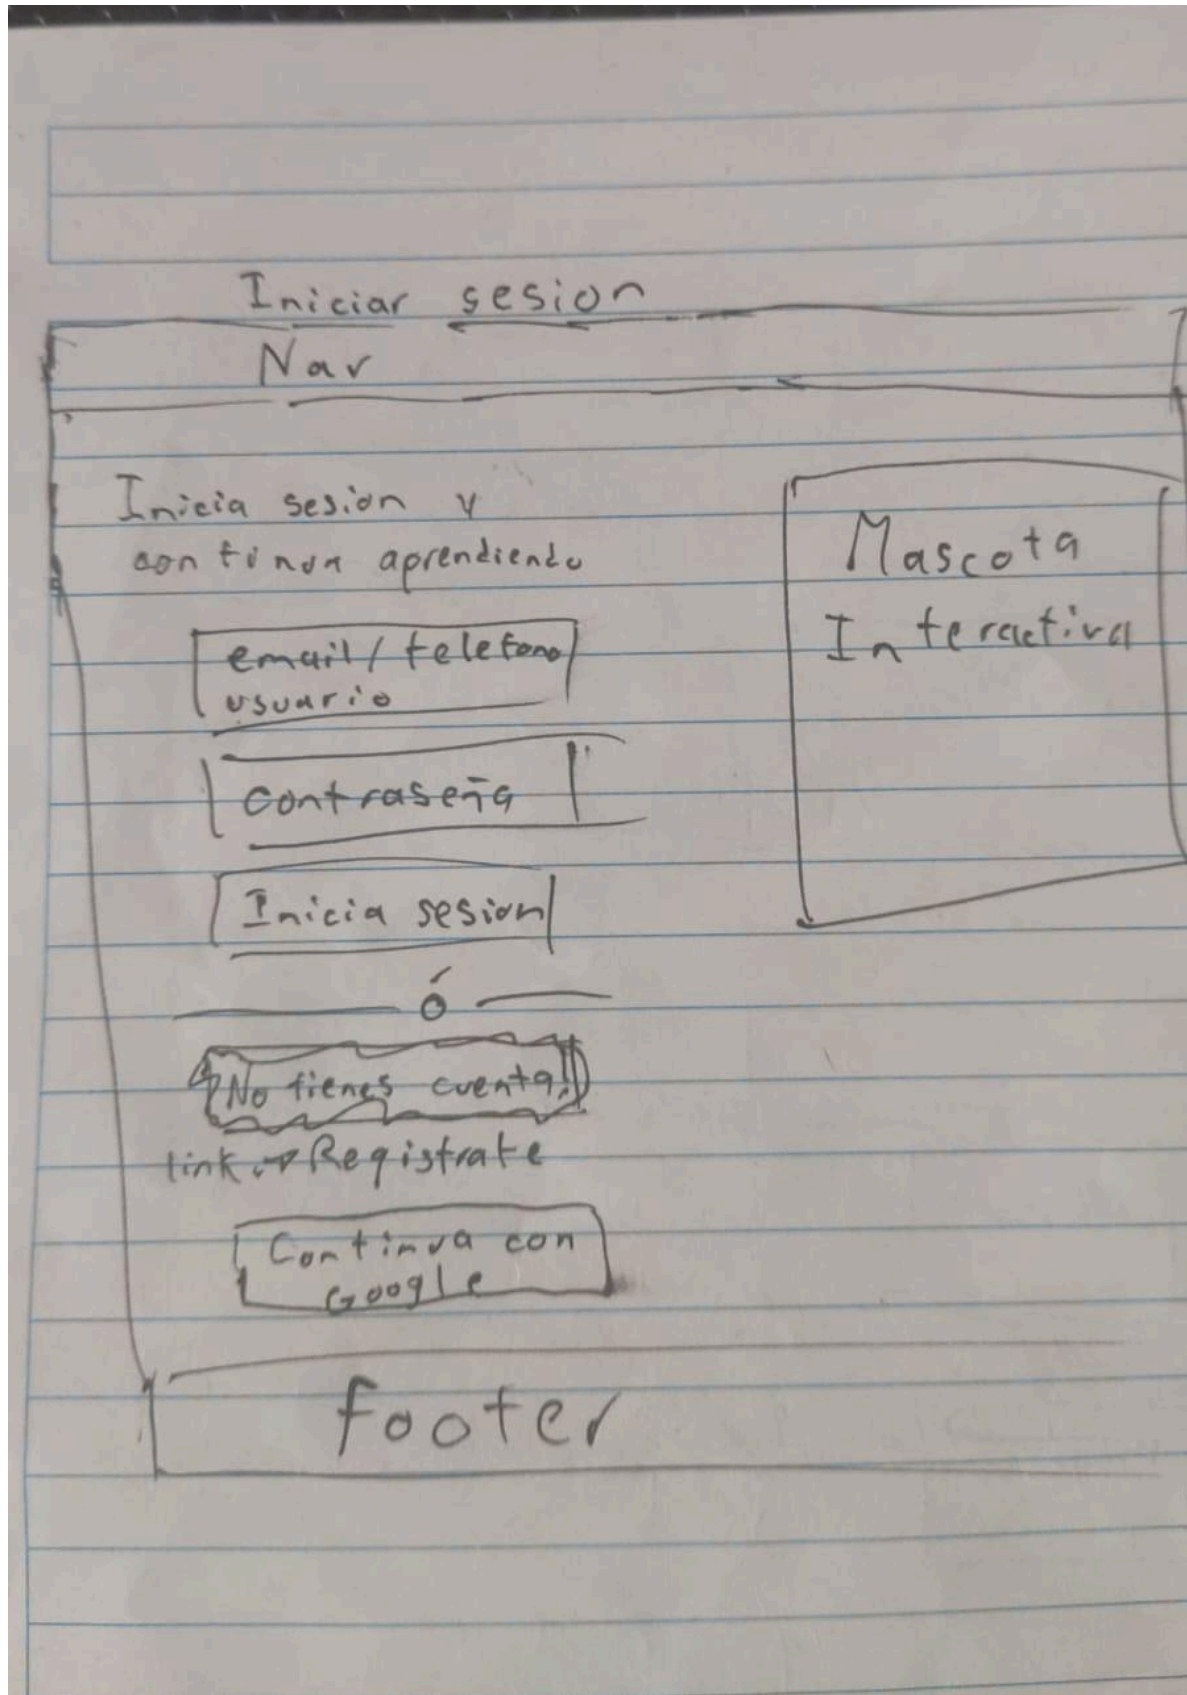 Iniciar sesion
Nav
Inicia sesion y
continua aprendiendo
Mascota
Interactiva
email/telefono
usuario
contraseña
Inicia sesion
ó
¿No tienes cuenta?
link → Registrate
Continua con
Google
footer